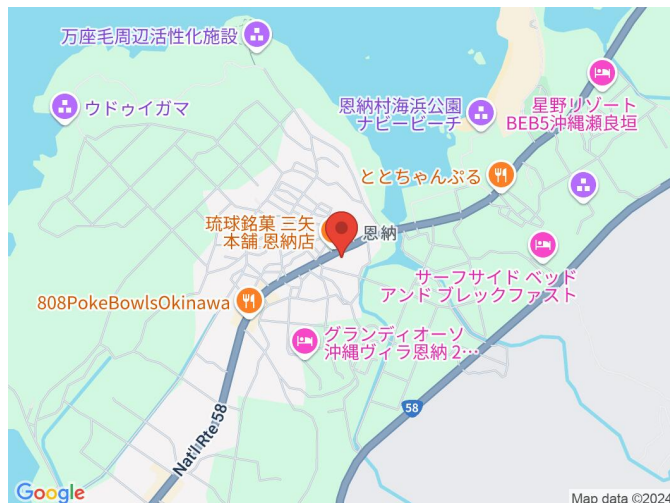 万座毛周辺活性化施設
ウドゥイガマ
恩納村海浜公園
ナビービーチ
星野リゾート
BEB5沖縄瀬良垣
ととちゃんぷる
琉球銘菓 三矢
本舗 恩納店
恩納
サーフサイド ベッド
アンド ブレックファスト
808PokeBowlsOkinawa
グランディオーソ
沖縄ヴィラ恩納 2…
58
Nat'l Rte 58
Google
Map data ©2024